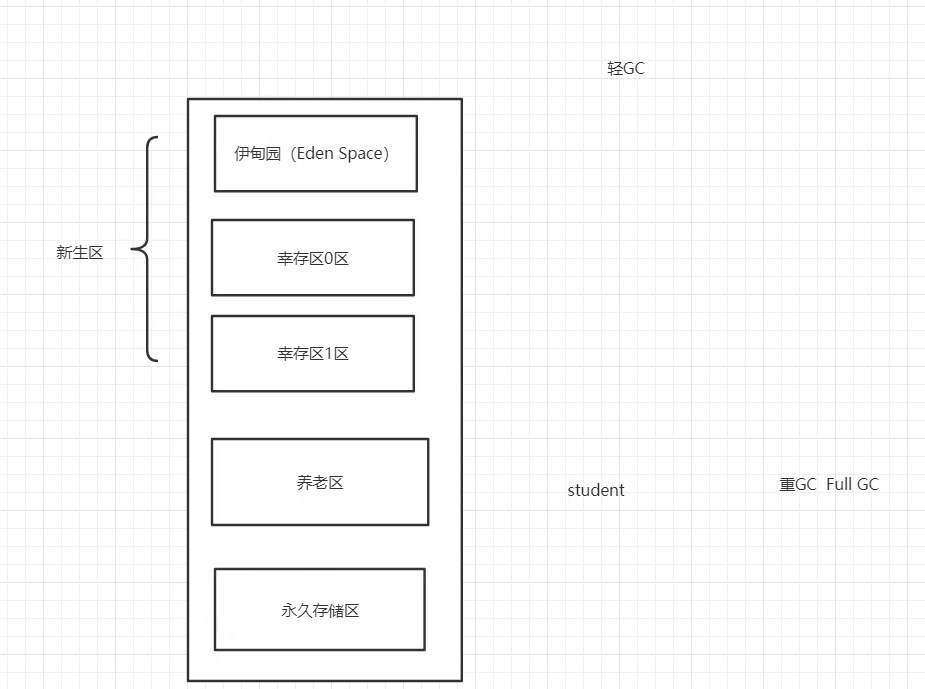 轻GC
伊甸园（Eden Space）
新生区
幸存区0区
幸存区1区
养老区
student
重GC  Full GC
永久存储区